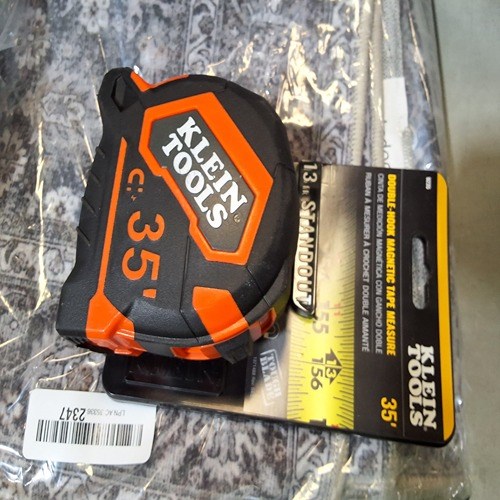 KLEIN
TOOLS
35'
13 ft.
STANDOUT
DOUBLE-HOOK MAGNETIC TAPE MEASURE
CINTA DE MEDICIÓN MAGNÉTICA CON GANCHO DOBLE
RUBAN À MESURER À CROCHET DOUBLE AIMANTÉ
KLEIN
TOOLS
35'
155
13
156
2347